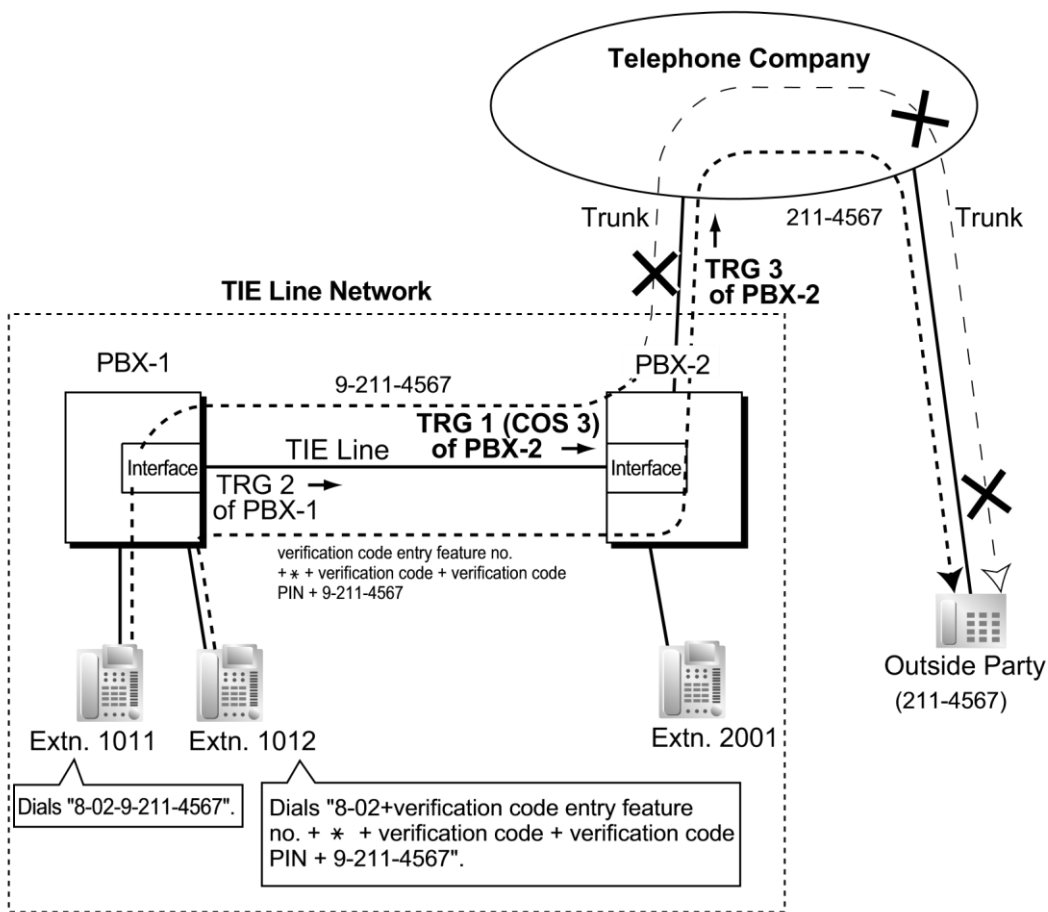 Telephone Company
Trunk
211-4567
Trunk
TRG 3
of PBX-2
TIE Line Network
PBX-1
PBX-2
9-211-4567
TRG 1 (COS 3)
of PBX-2
TIE Line
Interface
Interface
TRG 2
of PBX-1
verification code entry feature no.
+ * + verification code + verification code
PIN + 9-211-4567
Outside Party
(211-4567)
Extn. 1011
Extn. 1012
Extn. 2001
Dials "8-02-9-211-4567".
Dials "8-02+verification code entry feature
no. + * + verification code + verification code
PIN + 9-211-4567".